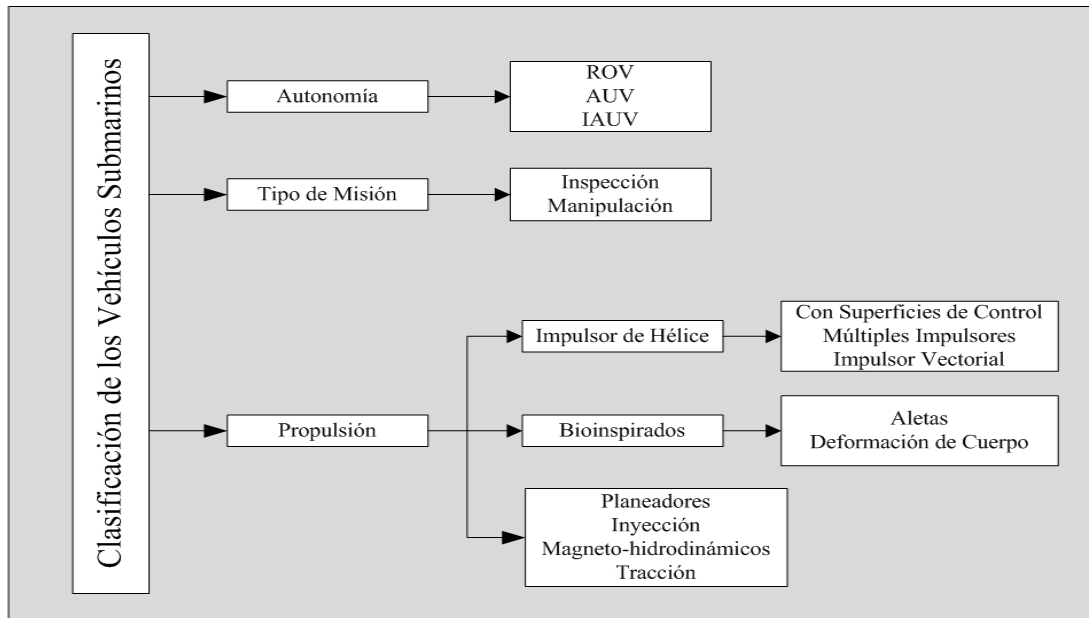 Clasificación de los Vehículos Submarinos
Autonomía
ROV
AUV
IAUV
Tipo de Misión
Inspección
Manipulación
Propulsión
Impulsor de Hélice
Con Superficies de Control
Múltiples Impulsores
Impulsor Vectorial
Bioinspirados
Aletas
Deformación de Cuerpo
Planeadores
Inyección
Magneto-hidrodinámicos
Tracción